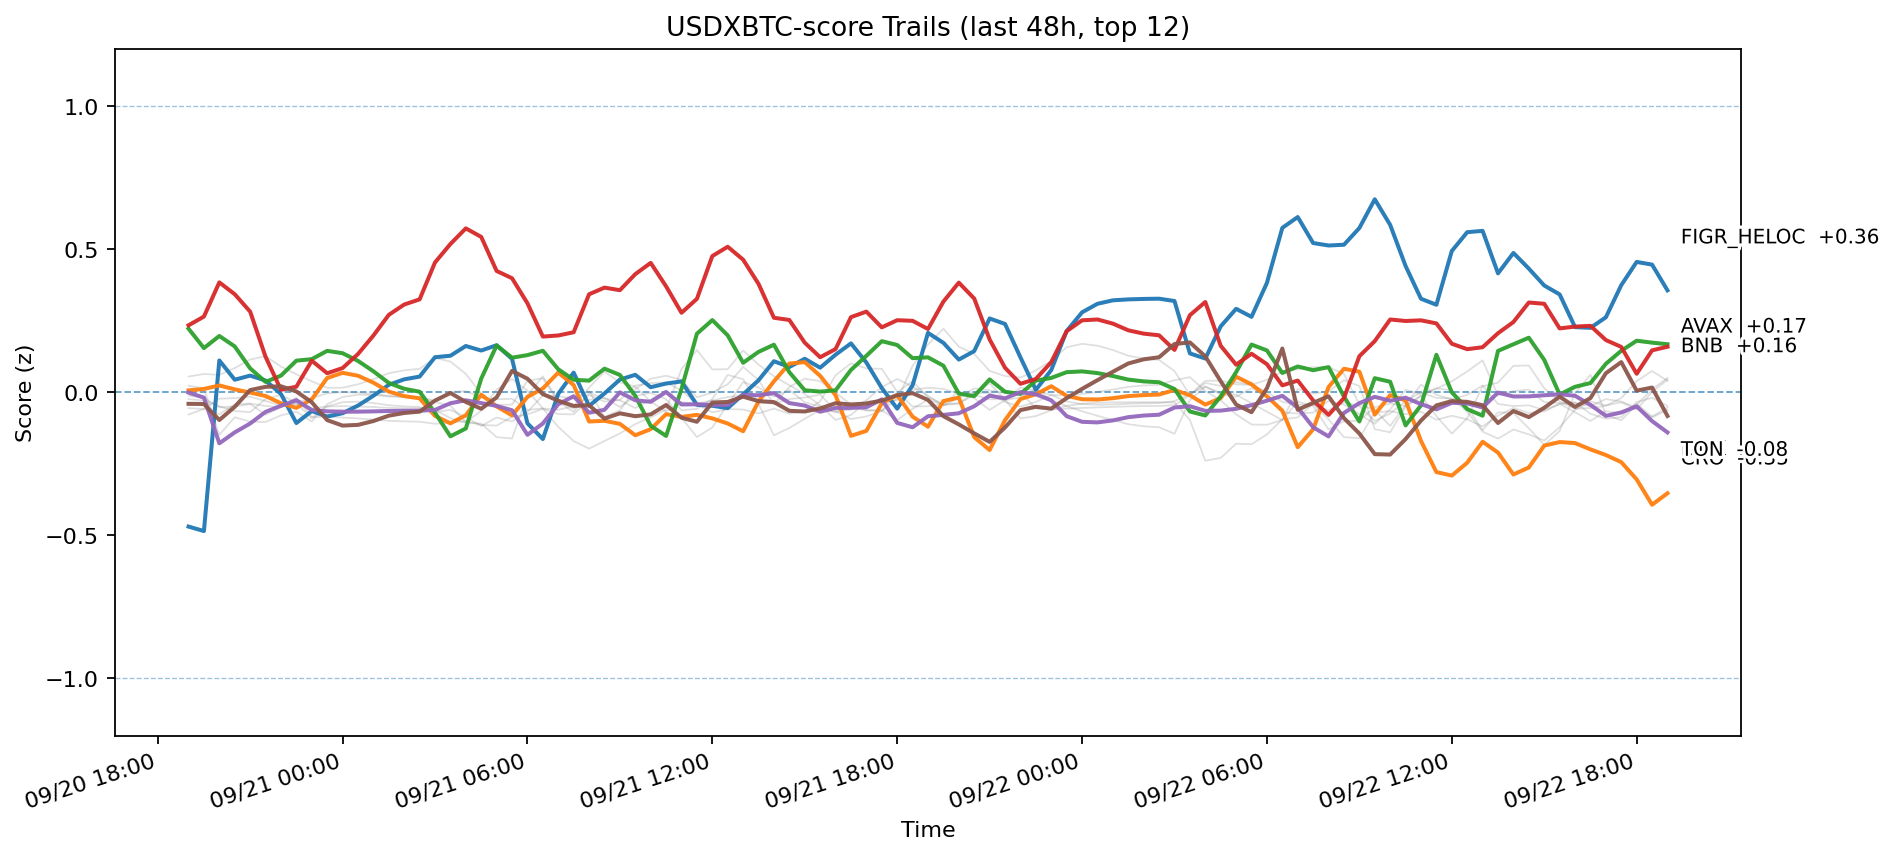 USDXBTC-score Trails (last 48h, top 12)
Score (z)
1.0
0.5
0.0
−0.5
−1.0
FIGR_HELOC +0.36
AVAX +0.17
BNB +0.16
TON -0.08
09/20 18:00
09/21 00:00
09/21 06:00
09/21 12:00
09/21 18:00
09/22 00:00
09/22 06:00
09/22 12:00
09/22 18:00
Time